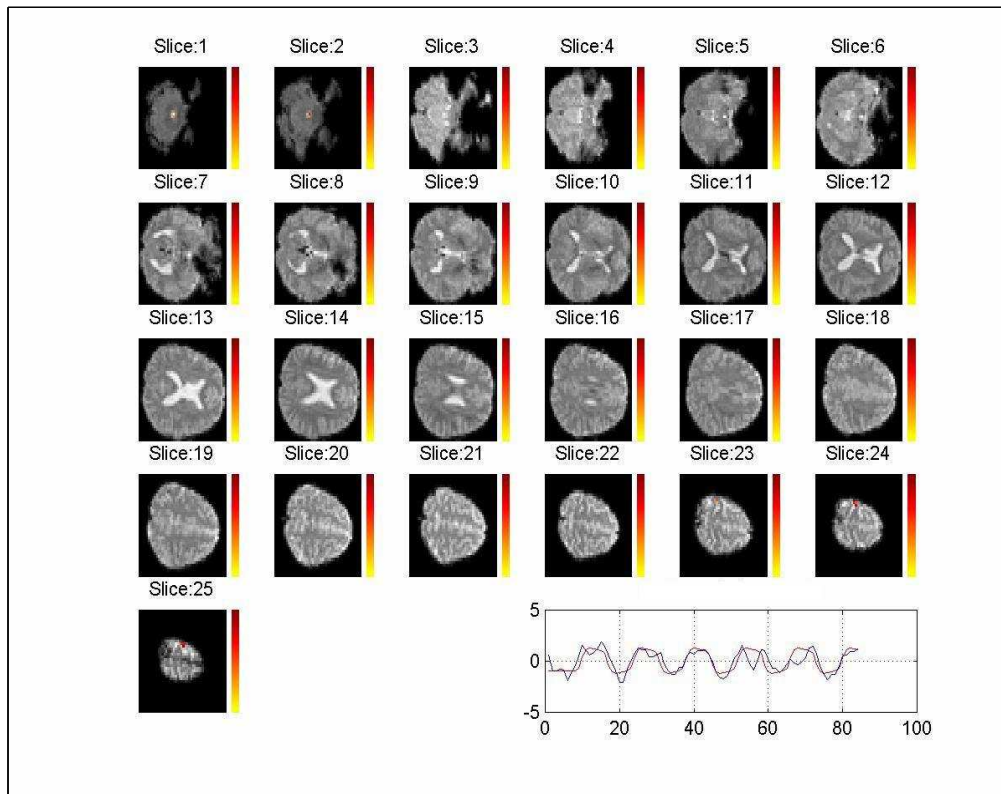 Slice:1 Slice:2 Slice:3 Slice:4 Slice:5 Slice:6
Slice:7 Slice:8 Slice:9 Slice:10 Slice:11 Slice:12
Slice:13 Slice:14 Slice:15 Slice:16 Slice:17 Slice:18
Slice:19 Slice:20 Slice:21 Slice:22 Slice:23 Slice:24
Slice:25
5
0
-5
0 20 40 60 80 100